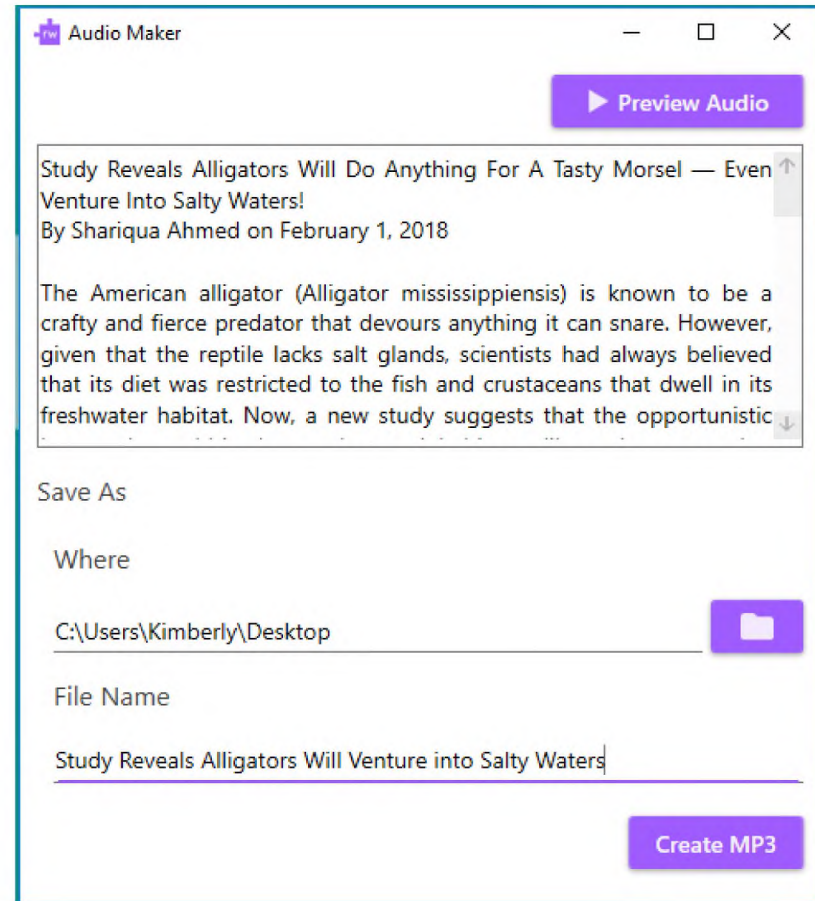 rw Audio Maker
Preview Audio
Study Reveals Alligators Will Do Anything For A Tasty Morsel — Even
Venture Into Salty Waters!
By Shariqua Ahmed on February 1, 2018
The American alligator (Alligator mississippiensis) is known to be a
crafty and fierce predator that devours anything it can snare. However,
given that the reptile lacks salt glands, scientists had always believed
that its diet was restricted to the fish and crustaceans that dwell in its
freshwater habitat. Now, a new study suggests that the opportunistic
Save As
Where
C:\Users\Kimberly\Desktop
File Name
Study Reveals Alligators Will Venture into Salty Waters
Create MP3